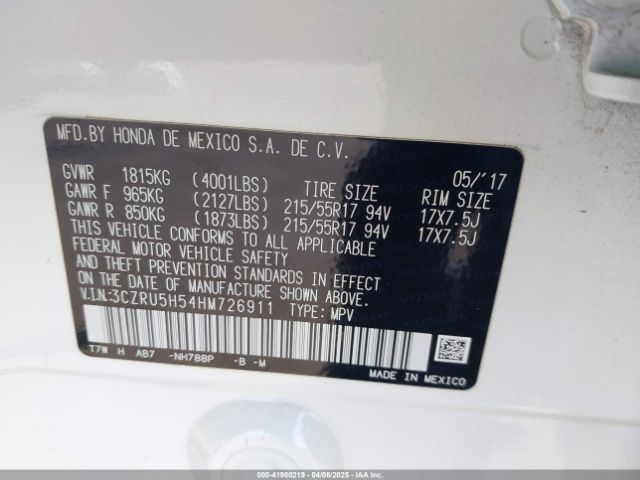 MFD.BY HONDA DE MEXICO S.A. DE C.V.
05/'17
GVWR 1815KG (4001LBS) TIRE SIZE RIM SIZE
GAWR F 965KG (2127LBS) 215/55R17 94V 17X7.5J
GAWR R 850KG (1873LBS) 215/55R17 94V 17X7.5J
THIS VEHICLE CONFORMS TO ALL APPLICABLE
FEDERAL MOTOR VEHICLE SAFETY
AND THEFT PREVENTION STANDARDS IN EFFECT
ON THE DATE OF MANUFACTURE SHOWN ABOVE.
V.IN:3CZRU5H54HM726911 TYPE: MPV
T7W H AB7 -NH788P -B -M
MADE IN MEXICO
000-41980219 - 04/08/2025 - IAAI.COM